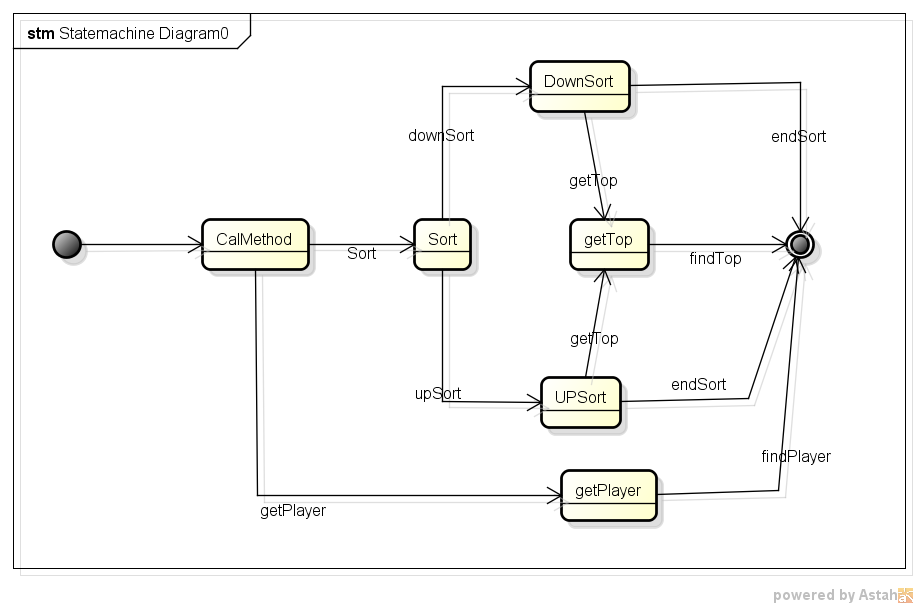 stm Statemachine Diagram0
DownSort
downSort
endSort
getTop
CalMethod
Sort
Sort
getTop
findTop
getTop
upSort
UPSort
endSort
findPlayer
getPlayer
getPlayer
powered by Astah